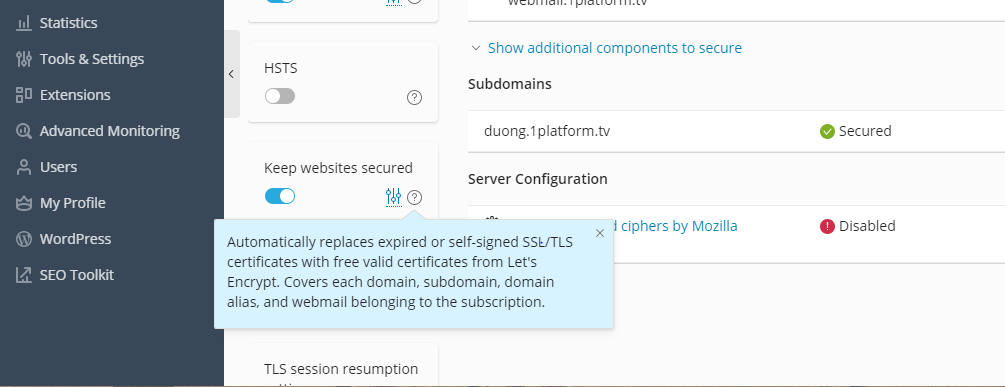 Statistics
Tools & Settings
Extensions
Advanced Monitoring
Users
My Profile
WordPress
SEO Toolkit
HSTS
Keep websites secured
Automatically replaces expired or self-signed SSL/TLS
certificates with free valid certificates from Let's
Encrypt. Covers each domain, subdomain, domain
alias, and webmail belonging to the subscription.
TLS session resumption
webmail.1platform.tv
Show additional components to secure
Subdomains
duong.1platform.tv Secured
Server Configuration
ciphers by Mozilla Disabled